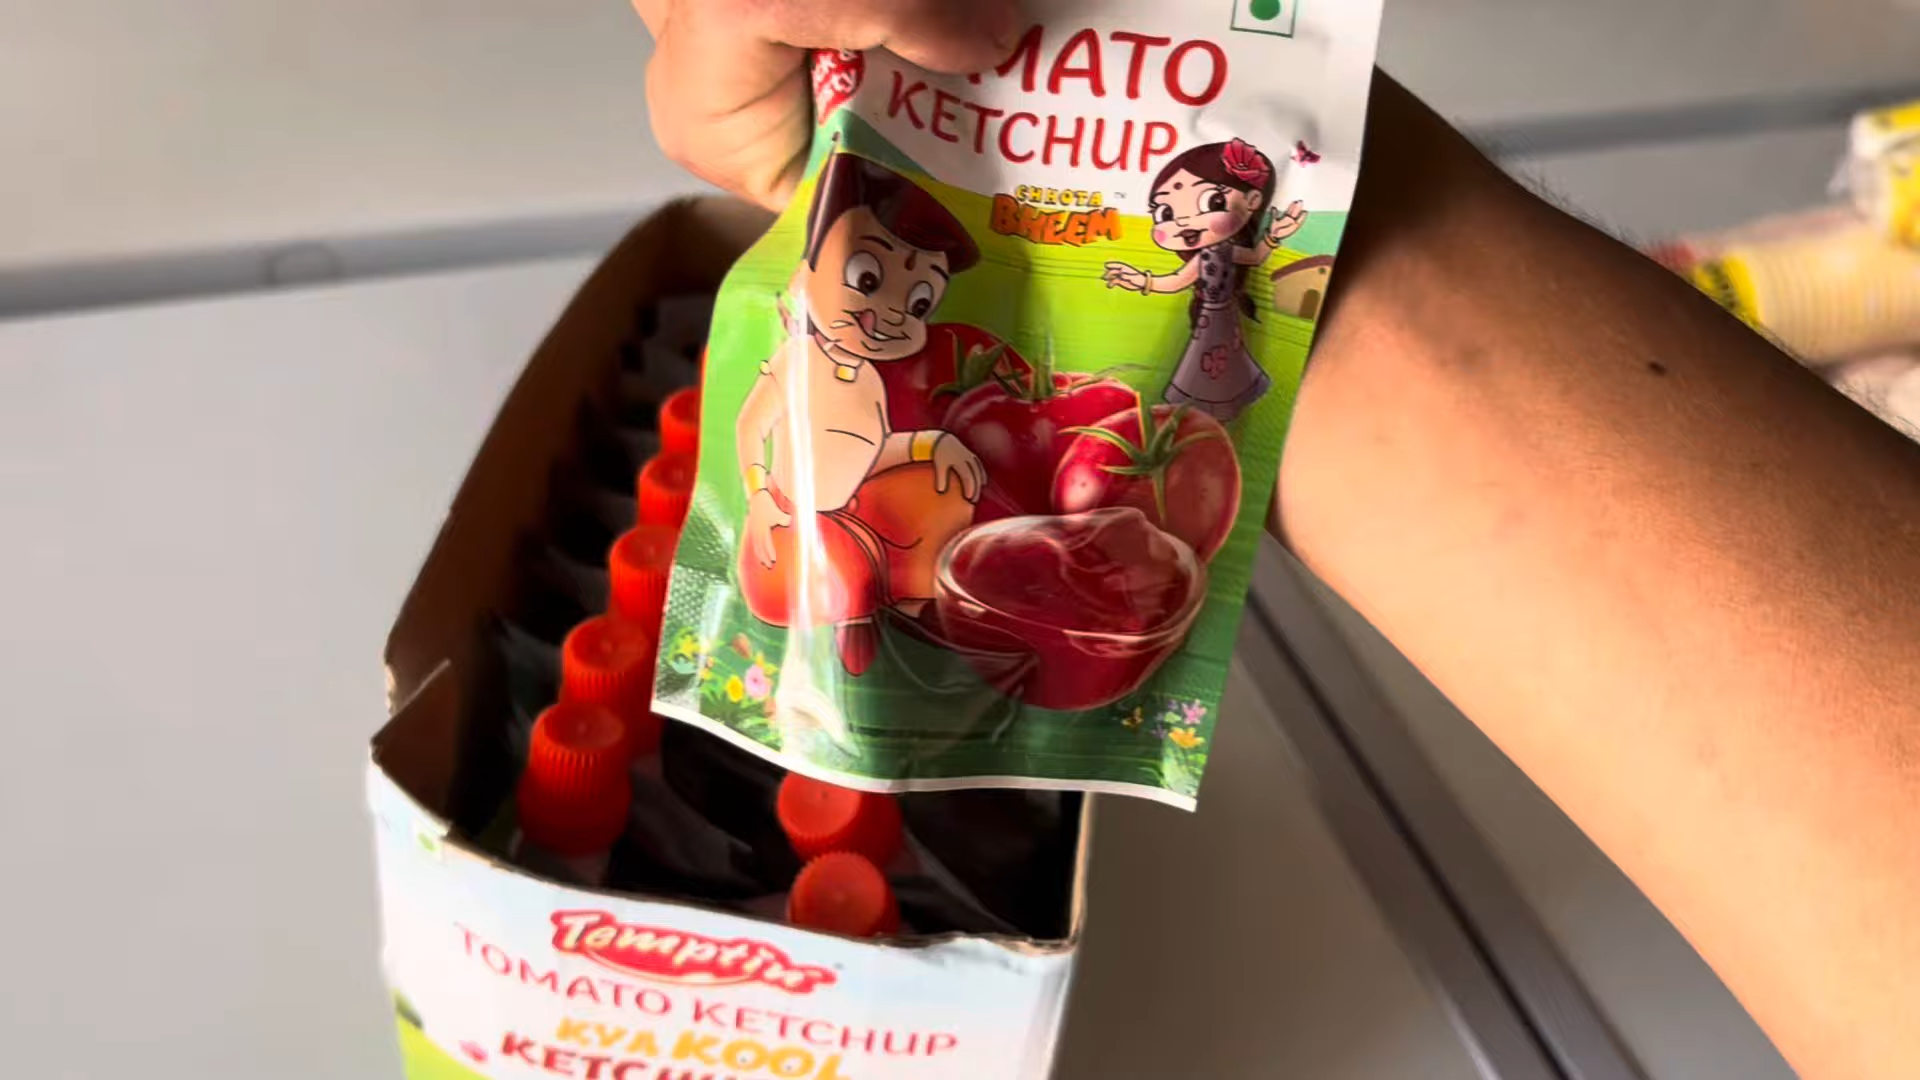 MATO
KETCHUP
CHHOTA
BHEEM
Temptin
TOMATO KETCHUP
KYA KOOL